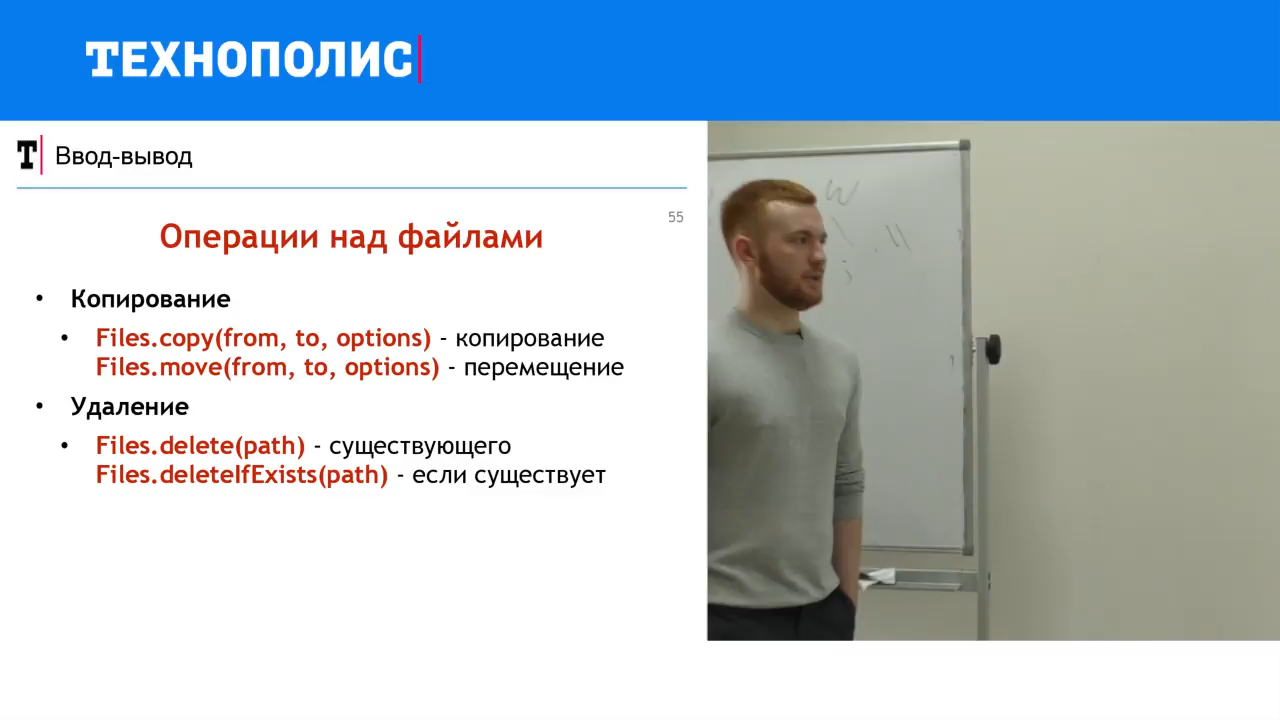 ТЕХНОПОЛИС
Т Ввод-вывод
55
Операции над файлами
• Копирование
• Files.copy(from, to, options) - копирование
Files.move(from, to, options) - перемещение
• Удаление
• Files.delete(path) - существующего
Files.deleteIfExists(path) - если существует